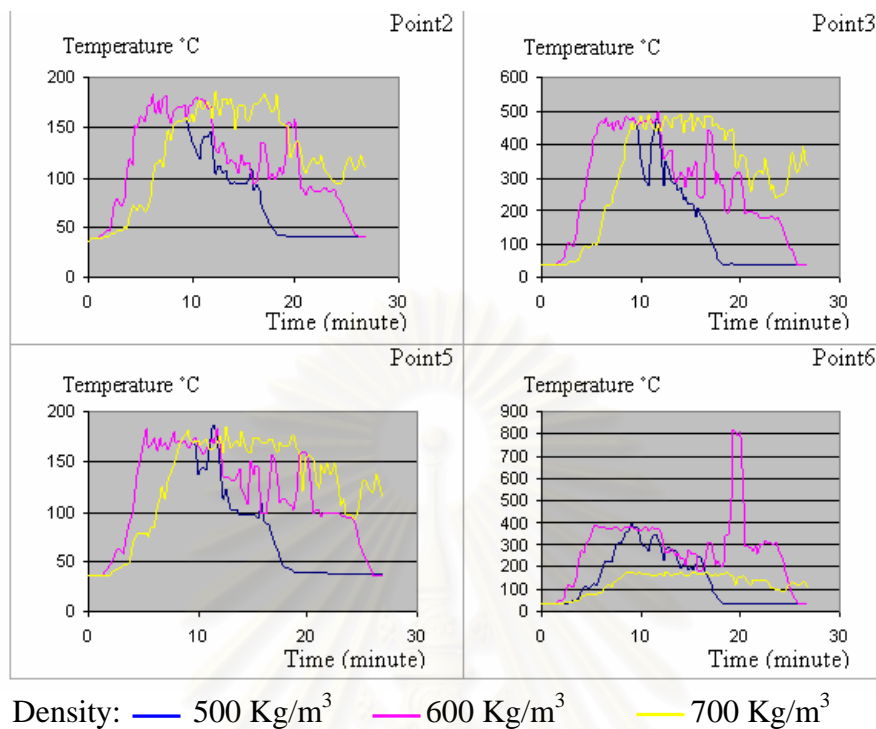 Point2
Temperature °C
200
150
100
50
0
0 10 20 30
Time (minute)
Point3
Temperature °C
600
500
400
300
200
100
0
0 10 20 30
Time (minute)
Point5
Temperature °C
200
150
100
50
0
0 10 20 30
Time (minute)
Point6
Temperature °C
900
800
700
600
500
400
300
200
100
0
0 10 20 30
Time (minute)
Density: 500 Kg/m³ 600 Kg/m³ 700 Kg/m³